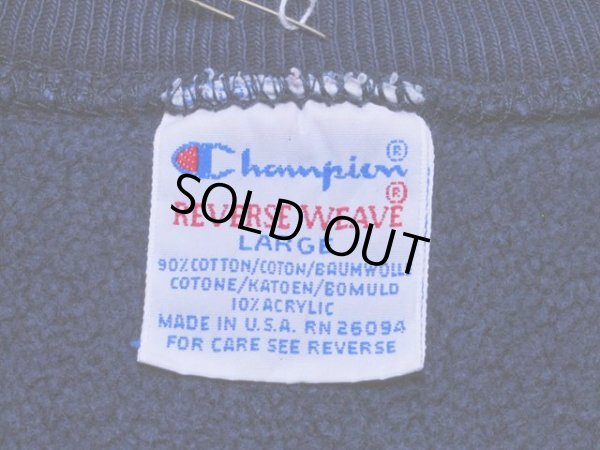 Champion ®
REVERSE WEAVE ®
SOLD OUT
LARGE
90% COTTON/COTON/BAUMWOLLE
COTONE/KATOEN/BOMULD
10% ACRYLIC
MADE IN U.S.A. RN 26094
FOR CARE SEE REVERSE